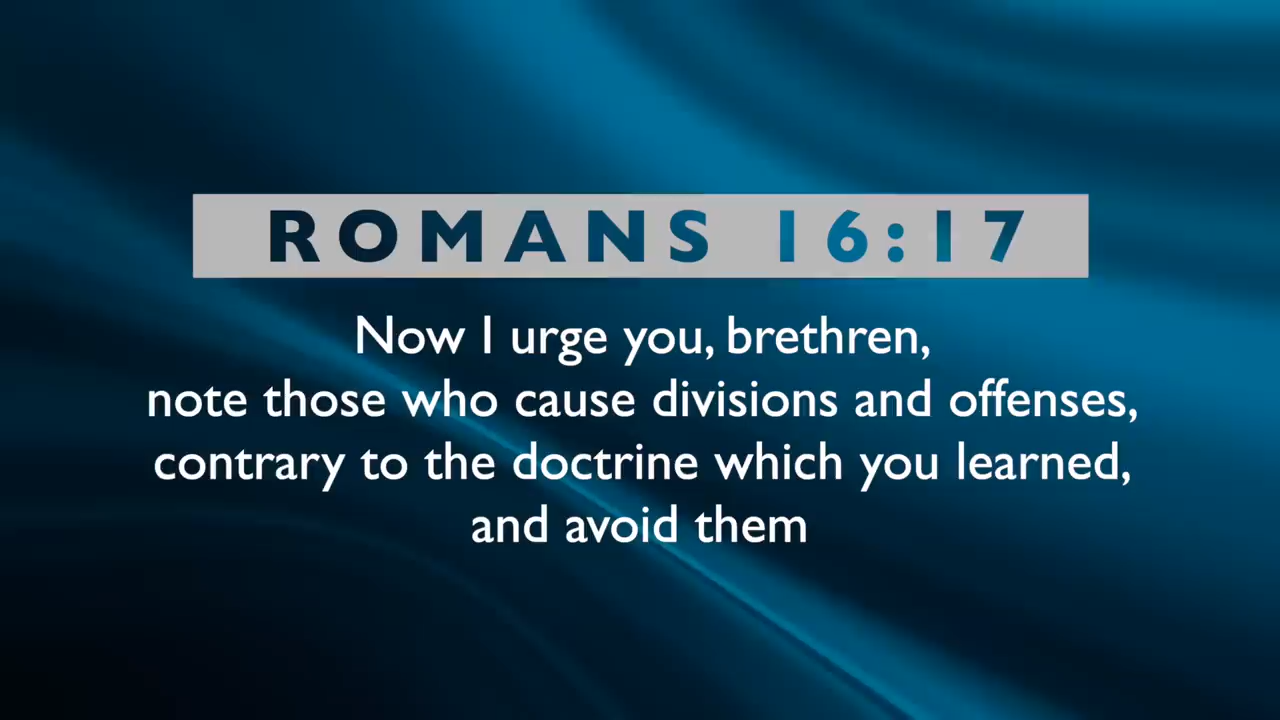 ROMANS 16:17
Now I urge you, brethren,
note those who cause divisions and offenses,
contrary to the doctrine which you learned,
and avoid them